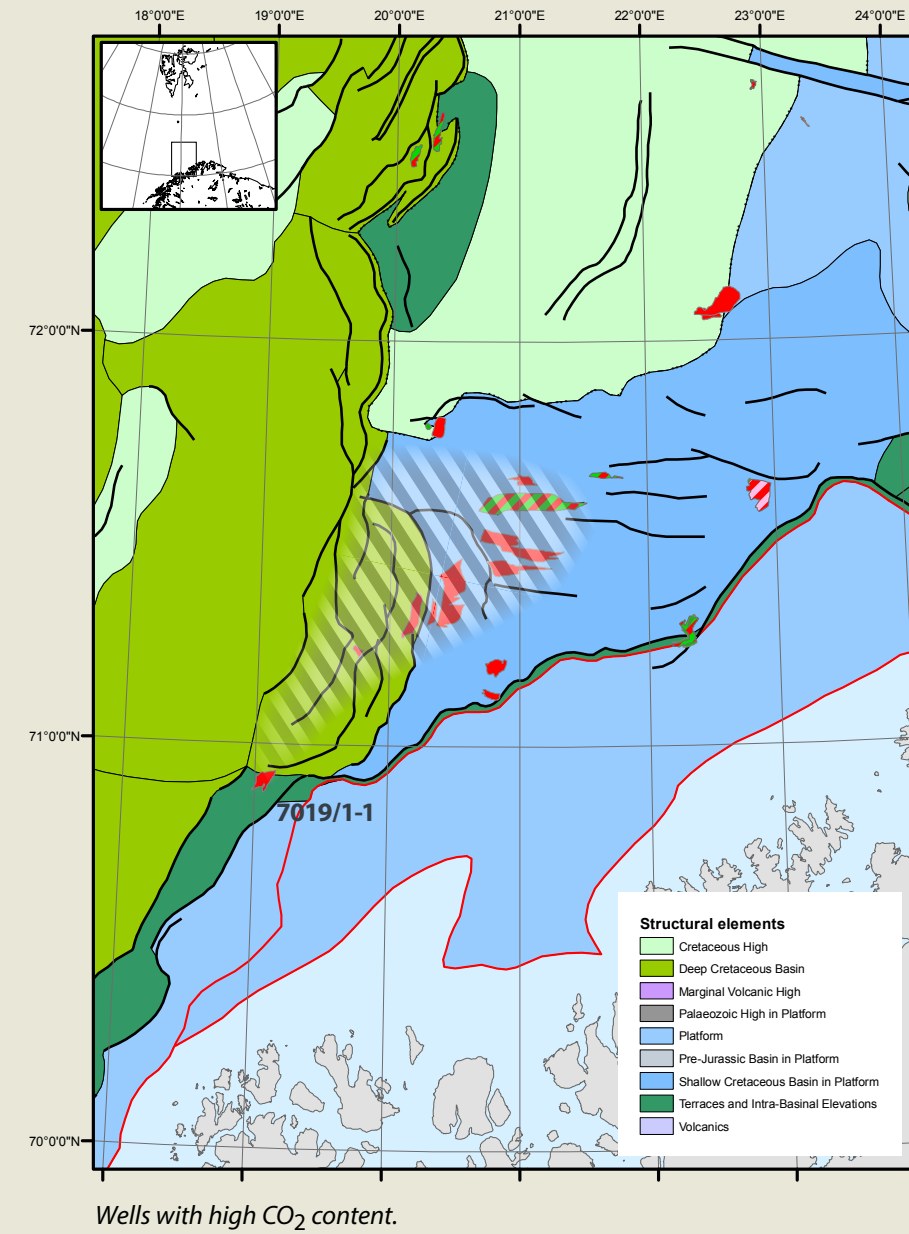 18°0'0"E 19°0'0"E 20°0'0"E 21°0'0"E 22°0'0"E 23°0'0"E 24°0'0"E
72°0'0"N
71°0'0"N
7019/1-1
70°0'0"N
Structural elements
Cretaceous High
Deep Cretaceous Basin
Marginal Volcanic High
Palaeozoic High in Platform
Platform
Pre-Jurassic Basin in Platform
Shallow Cretaceous Basin in Platform
Terraces and Intra-Basinal Elevations
Volcanics
Wells with high CO2 content.